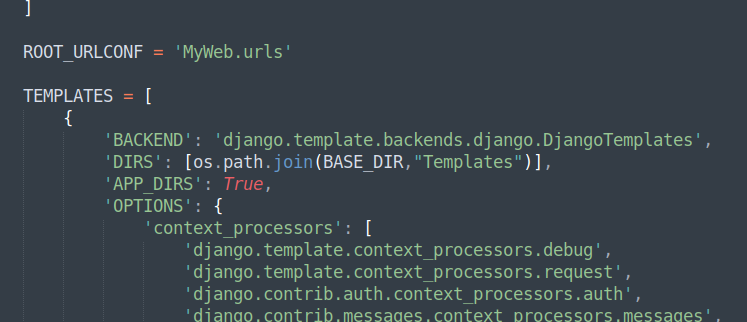 ]
ROOT_URLCONF = 'MyWeb.urls'
TEMPLATES = [
{
'BACKEND': 'django.template.backends.django.DjangoTemplates',
'DIRS': [os.path.join(BASE_DIR,"Templates")],
'APP_DIRS': True,
'OPTIONS': {
'context_processors': [
'django.template.context_processors.debug',
'django.template.context_processors.request',
'django.contrib.auth.context_processors.auth',
'django.contrib.messages.context_processors.messages',